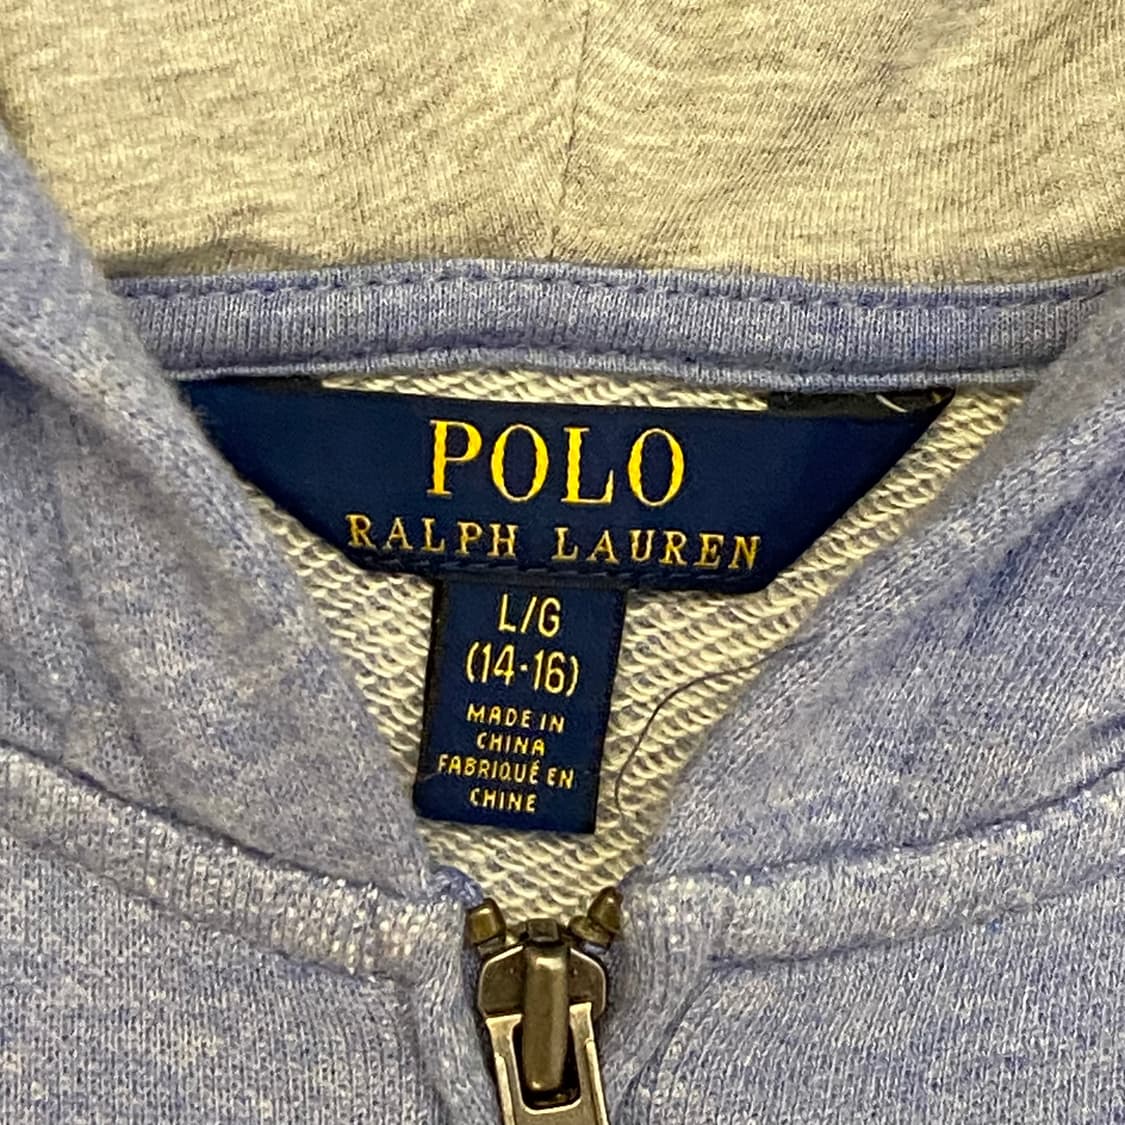 POLO
RALPH LAUREN
L/G
(14-16)
MADE IN
CHINA
FABRIQUÉ EN
CHINE